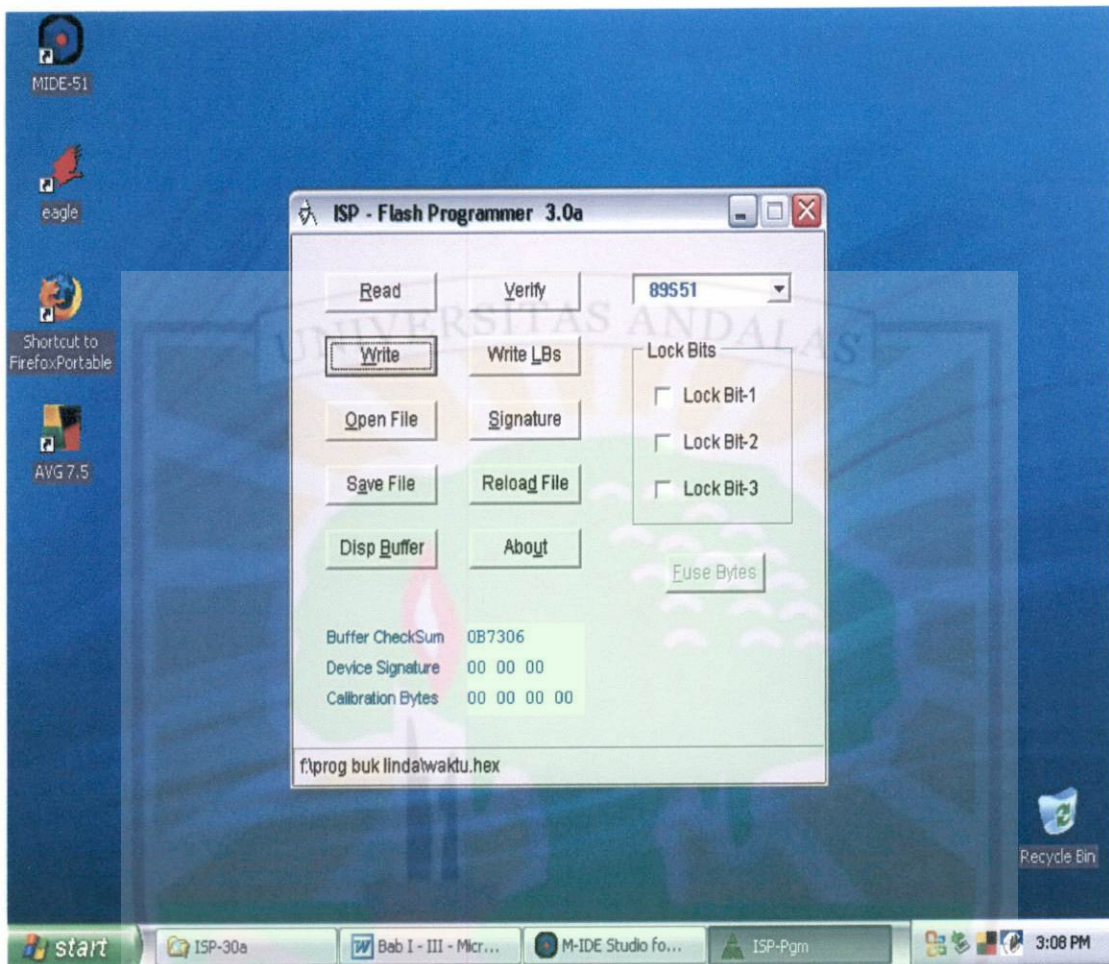 MIDE-51
eagle
Shortcut to
FirefoxPortable
AVG 7.5
ISP - Flash Programmer 3.0a
Read
Verify
89S51
UNIVERSITAS ANDALAS
Write
Write LBs
Lock Bits
Lock Bit-1
Open File
Signature
Lock Bit-2
Save File
Reload File
Lock Bit-3
Disp Buffer
About
Fuse Bytes
Buffer CheckSum 0B7306
Device Signature 00 00 00
Calibration Bytes 00 00 00 00
f:\prog buk linda\waktu.hex
Recycle Bin
start
ISP-30a
Bab I - III - Micr...
M-IDE Studio fo...
ISP-Pgm
3:08 PM